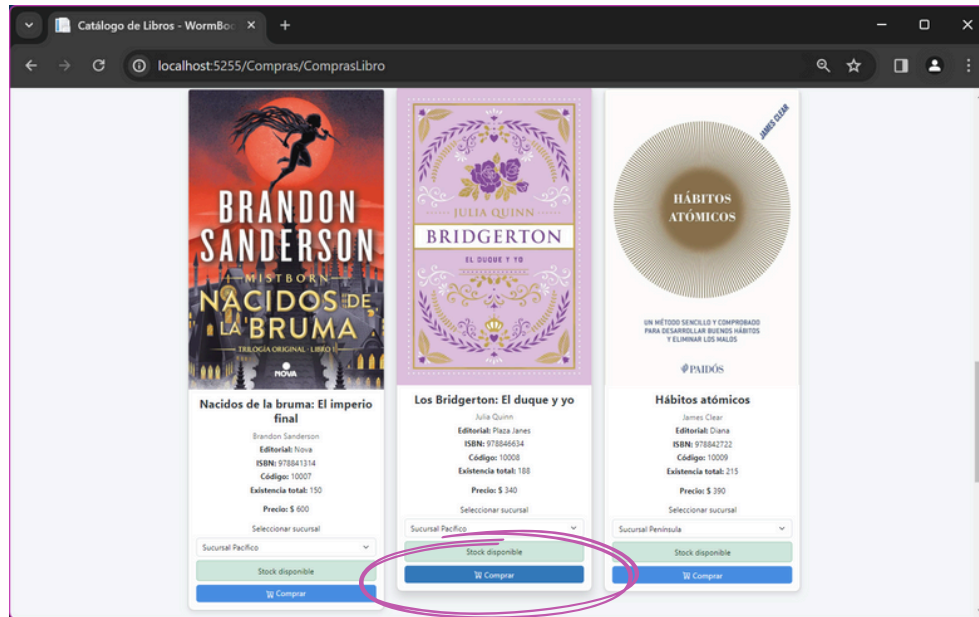 Catálogo de Libros - WormBoo
localhost:5255/Compras/ComprasLibro
BRANDON
SANDERSON
MISTBORN
NACIDOS DE
LA BRUMA
TRILOGÍA ORIGINAL · LIBRO 1
NOVA
Nacidos de la bruma: El imperio
final
Brandon Sanderson
Editorial: Nova
ISBN: 978841314
Código: 10007
Existencia total: 150
Precio: $ 600
Seleccionar sucursal
Sucursal Pacífico
Stock disponible
Comprar
JULIA QUINN
BRIDGERTON
EL DUQUE Y YO
Los Bridgerton: El duque y yo
Julia Quinn
Editorial: Plaza Janes
ISBN: 978846634
Código: 10008
Existencia total: 188
Precio: $ 340
Seleccionar sucursal
Sucursal Pacífico
Stock disponible
Comprar
JAMES CLEAR
HÁBITOS
ATÓMICOS
UN MÉTODO SENCILLO Y COMPROBADO
PARA DESARROLLAR BUENOS HÁBITOS
Y ELIMINAR LOS MALOS
PAIDÓS
Hábitos atómicos
James Clear
Editorial: Diana
ISBN: 978842722
Código: 10009
Existencia total: 215
Precio: $ 390
Seleccionar sucursal
Sucursal Península
Stock disponible
Comprar